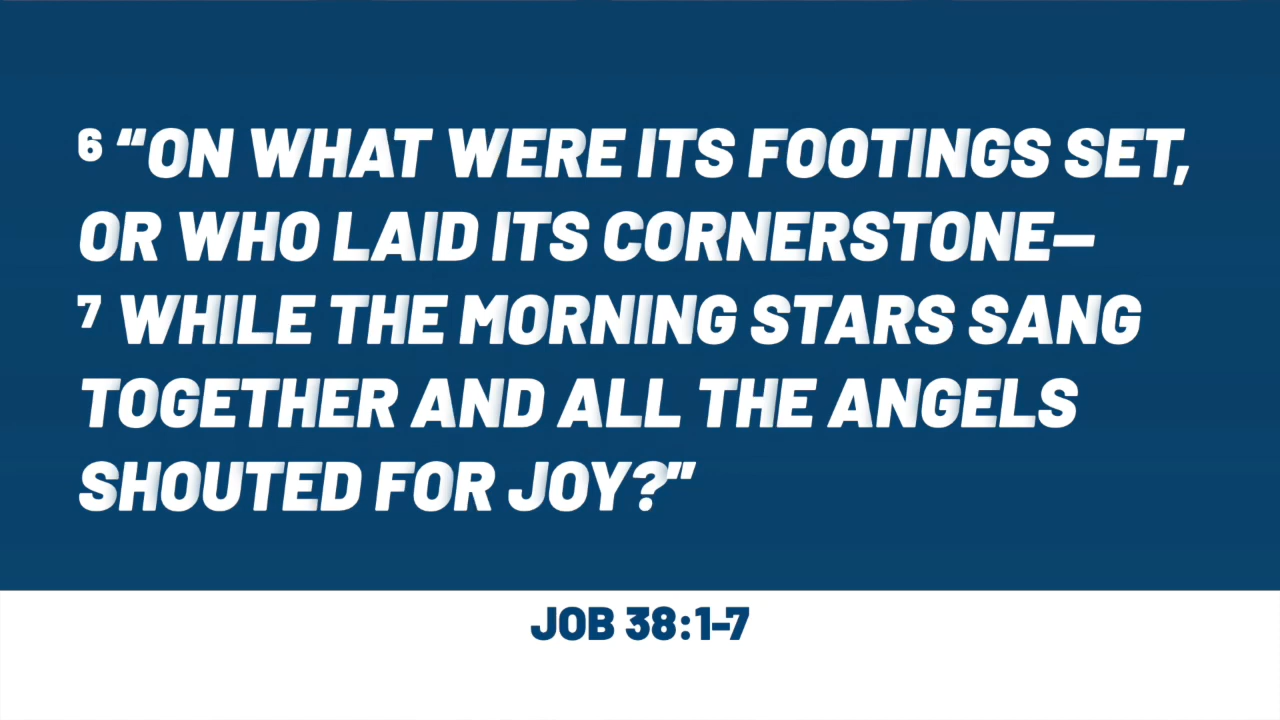 ⁶ “ON WHAT WERE ITS FOOTINGS SET,
OR WHO LAID ITS CORNERSTONE—
⁷ WHILE THE MORNING STARS SANG
TOGETHER AND ALL THE ANGELS
SHOUTED FOR JOY?”
JOB 38:1-7